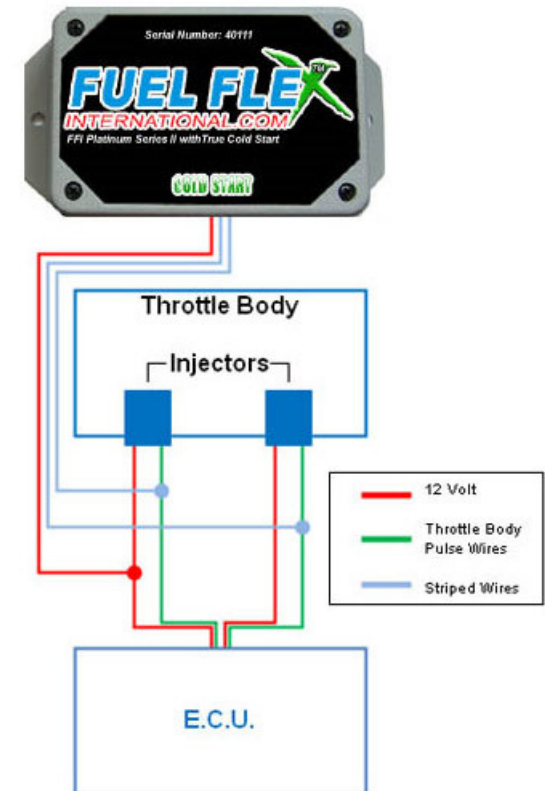 Serial Number: 40111
FUEL FLEX™
INTERNATIONAL.COM
FFI Platinum Series II with True Cold Start
COLD START
Throttle Body
Injectors
12 Volt
Throttle Body
Pulse Wires
Striped Wires
E.C.U.